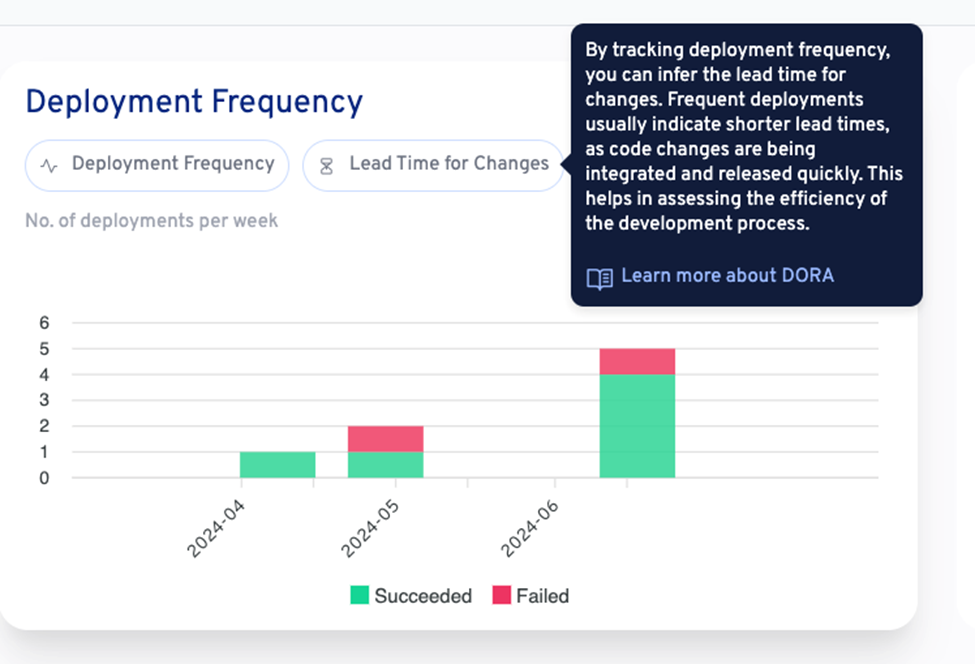 Deployment Frequency
Deployment Frequency
Lead Time for Changes
By tracking deployment frequency,
you can infer the lead time for
changes. Frequent deployments
usually indicate shorter lead times,
as code changes are being
integrated and released quickly. This
helps in assessing the efficiency of
the development process.
Learn more about DORA
No. of deployments per week
6
5
4
3
2
1
0
2024-04
2024-05
2024-06
Succeeded
Failed